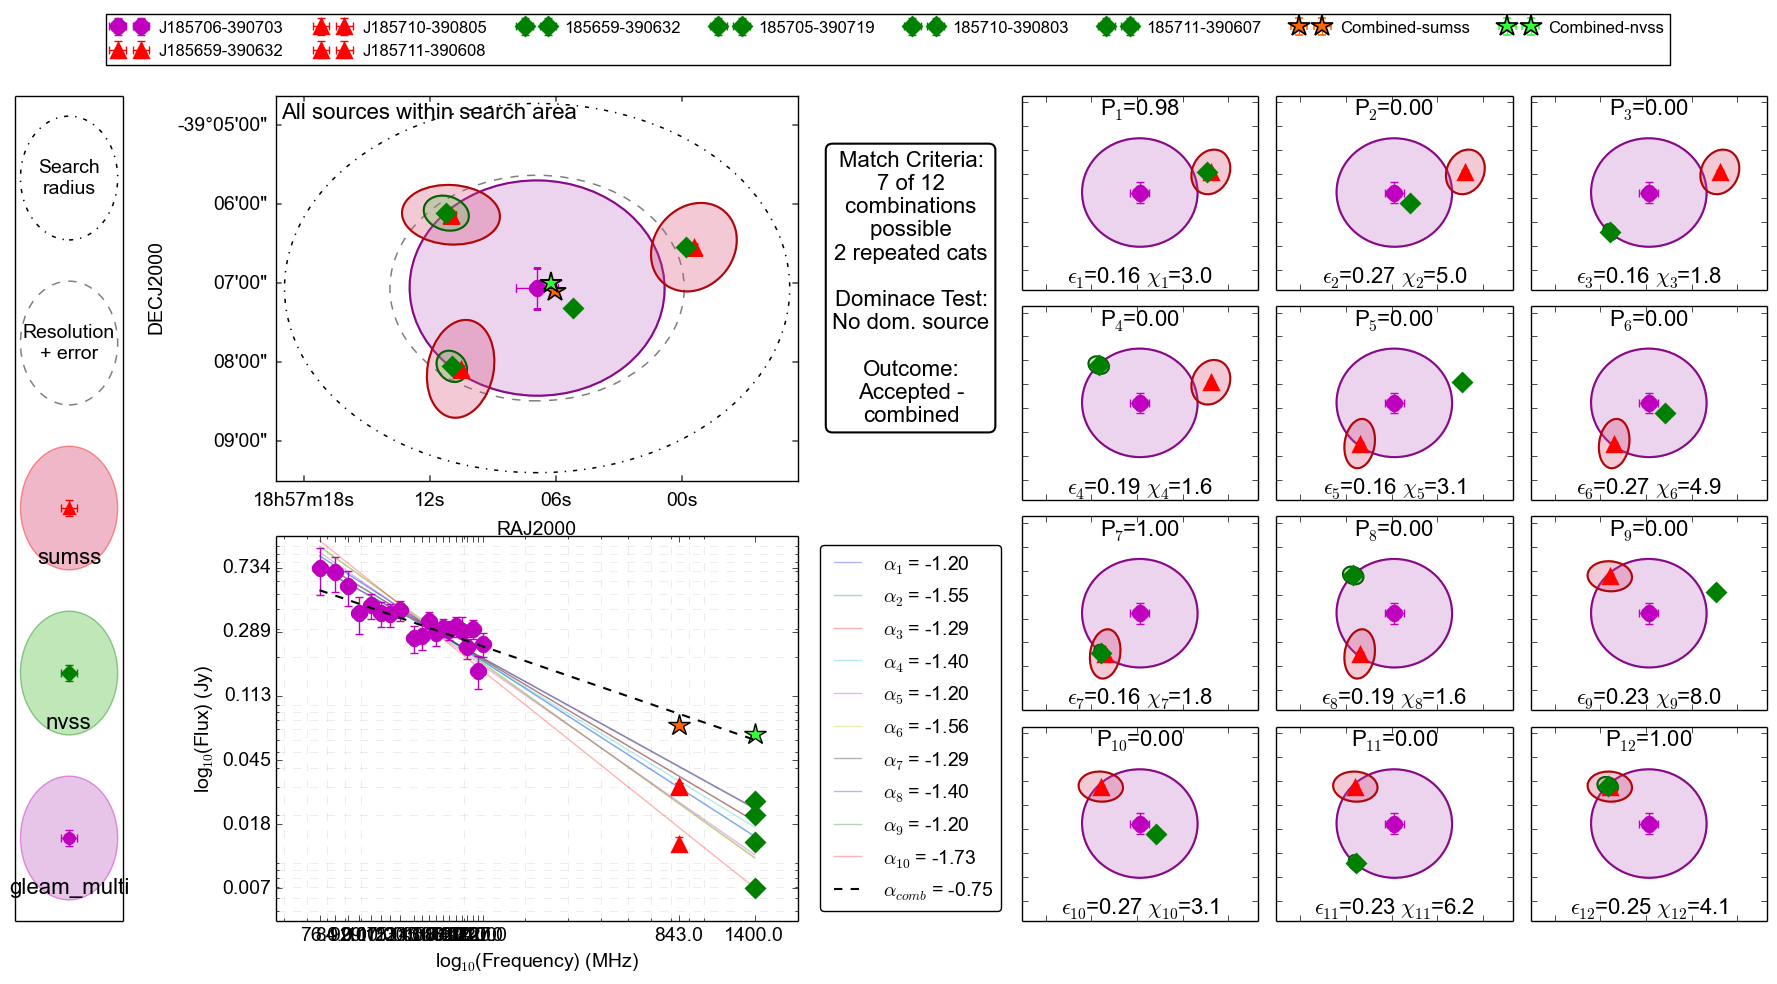 J185706-390703
J185710-390805
185659-390632
185705-390719
185710-390803
185711-390607
Combined-sumss
Combined-nvss
J185659-390632
J185711-390608
Search
radius
Resolution
+ error
sumss
nvss
gleam_multi
All sources within search area
-39°05'00"
06'00"
07'00"
08'00"
09'00"
DECJ2000
18h57m18s
12s
06s
00s
RAJ2000
Match Criteria:
7 of 12
combinations
possible
2 repeated cats
Dominace Test:
No dom. source
Outcome:
Accepted -
combined
0.734
0.289
0.113
0.045
0.018
0.007
log10(Flux) (Jy)
843.0
1400.0
log10(Frequency) (MHz)
α1 = -1.20
α2 = -1.55
α3 = -1.29
α4 = -1.40
α5 = -1.20
α6 = -1.56
α7 = -1.29
α8 = -1.40
α9 = -1.20
α10 = -1.73
αcomb = -0.75
P1=0.98
ϵ1=0.16 χ1=3.0
P2=0.00
ϵ2=0.27 χ2=5.0
P3=0.00
ϵ3=0.16 χ3=1.8
P4=0.00
ϵ4=0.19 χ4=1.6
P5=0.00
ϵ5=0.16 χ5=3.1
P6=0.00
ϵ6=0.27 χ6=4.9
P7=1.00
ϵ7=0.16 χ7=1.8
P8=0.00
ϵ8=0.19 χ8=1.6
P9=0.00
ϵ9=0.23 χ9=8.0
P10=0.00
ϵ10=0.27 χ10=3.1
P11=0.00
ϵ11=0.23 χ11=6.2
P12=1.00
ϵ12=0.25 χ12=4.1